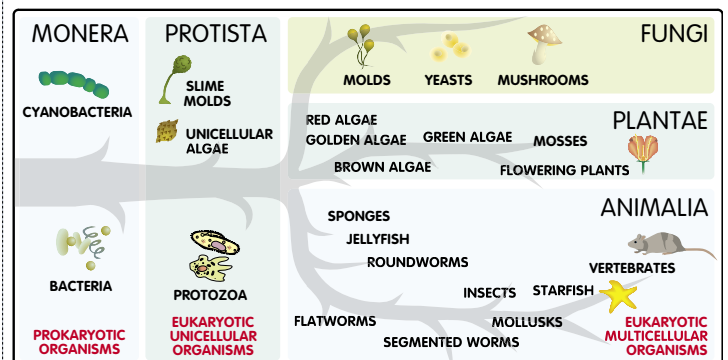 MONERA
CYANOBACTERIA
BACTERIA
PROKARYOTIC
ORGANISMS
PROTISTA
SLIME
MOLDS
UNICELLULAR
ALGAE
PROTOZOA
EUKARYOTIC
UNICELLULAR
ORGANISMS
FUNGI
MOLDS
YEASTS
MUSHROOMS
PLANTAE
RED ALGAE
GOLDEN ALGAE
GREEN ALGAE
MOSSES
BROWN ALGAE
FLOWERING PLANTS
ANIMALIA
SPONGES
JELLYFISH
ROUNDWORMS
VERTEBRATES
INSECTS
STARFISH
FLATWORMS
MOLLUSKS
SEGMENTED WORMS
EUKARYOTIC
MULTICELLULAR
ORGANISMS